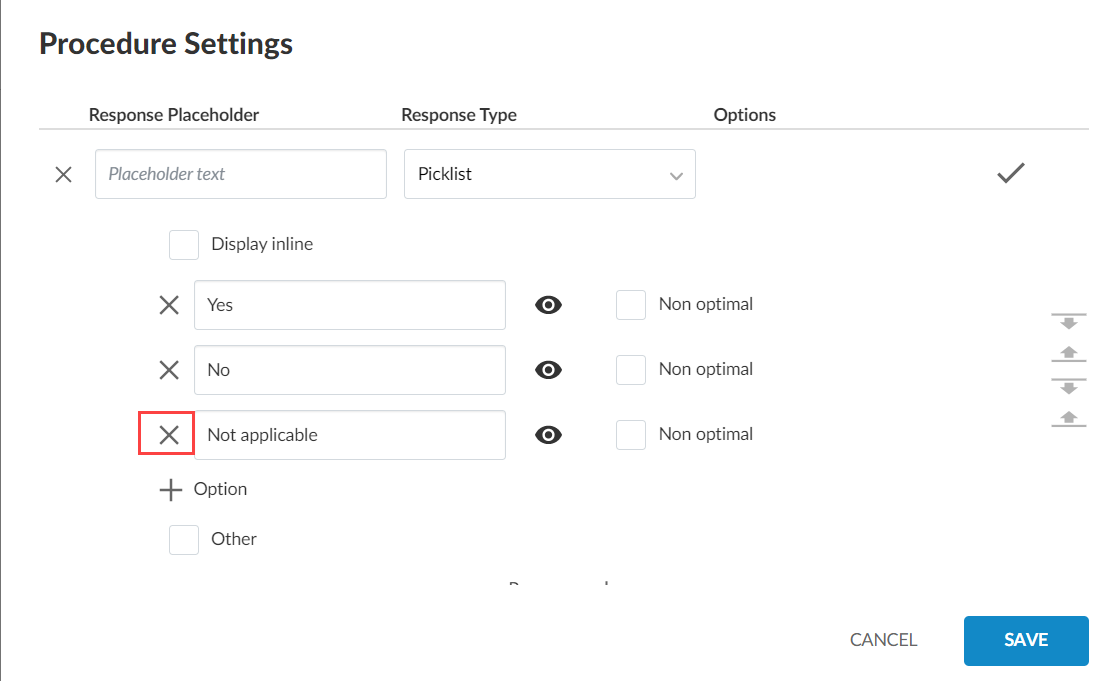 Procedure Settings
Response Placeholder Response Type Options
Placeholder text Picklist
Display inline
Yes Non optimal
No Non optimal
Not applicable Non optimal
Option
Other
CANCEL SAVE